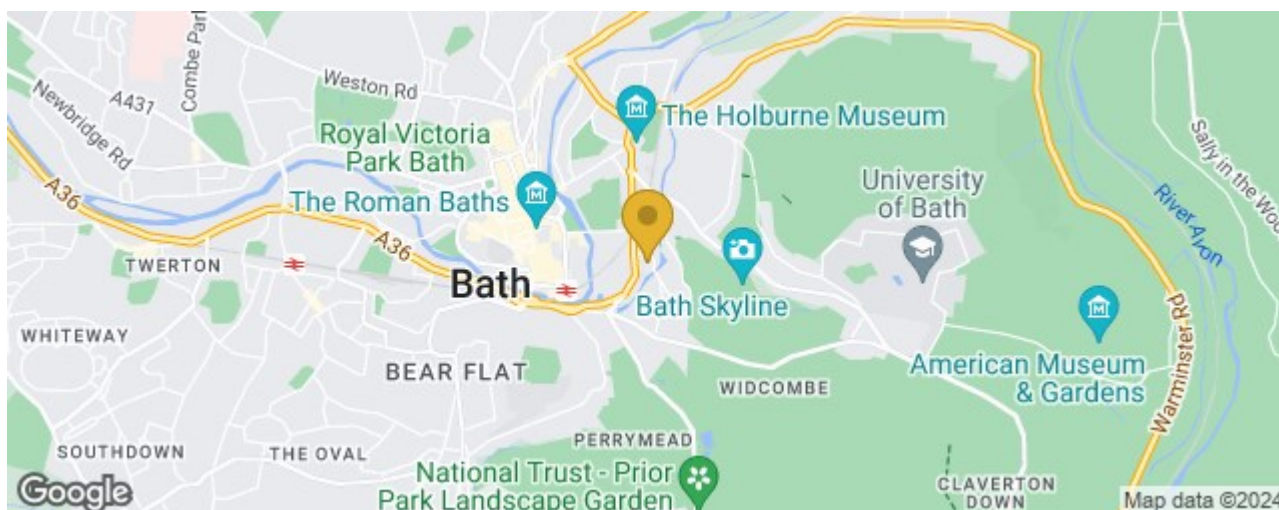 Combe Park
A431
Weston Rd
Newbridge Rd
Royal Victoria
Park Bath
The Holburne Museum
Sally in the Woo
A36
The Roman Baths
University
of Bath
River Avon
A36
TWERTON
Bath
Bath Skyline
WHITEWAY
BEAR FLAT
American Museum
& Gardens
Warminster Rd
WIDCOMBE
SOUTHDOWN
THE OVAL
PERRYMEAD
National Trust - Prior
Park Landscape Garden
CLAVERTON
DOWN
Google
Map data ©2024